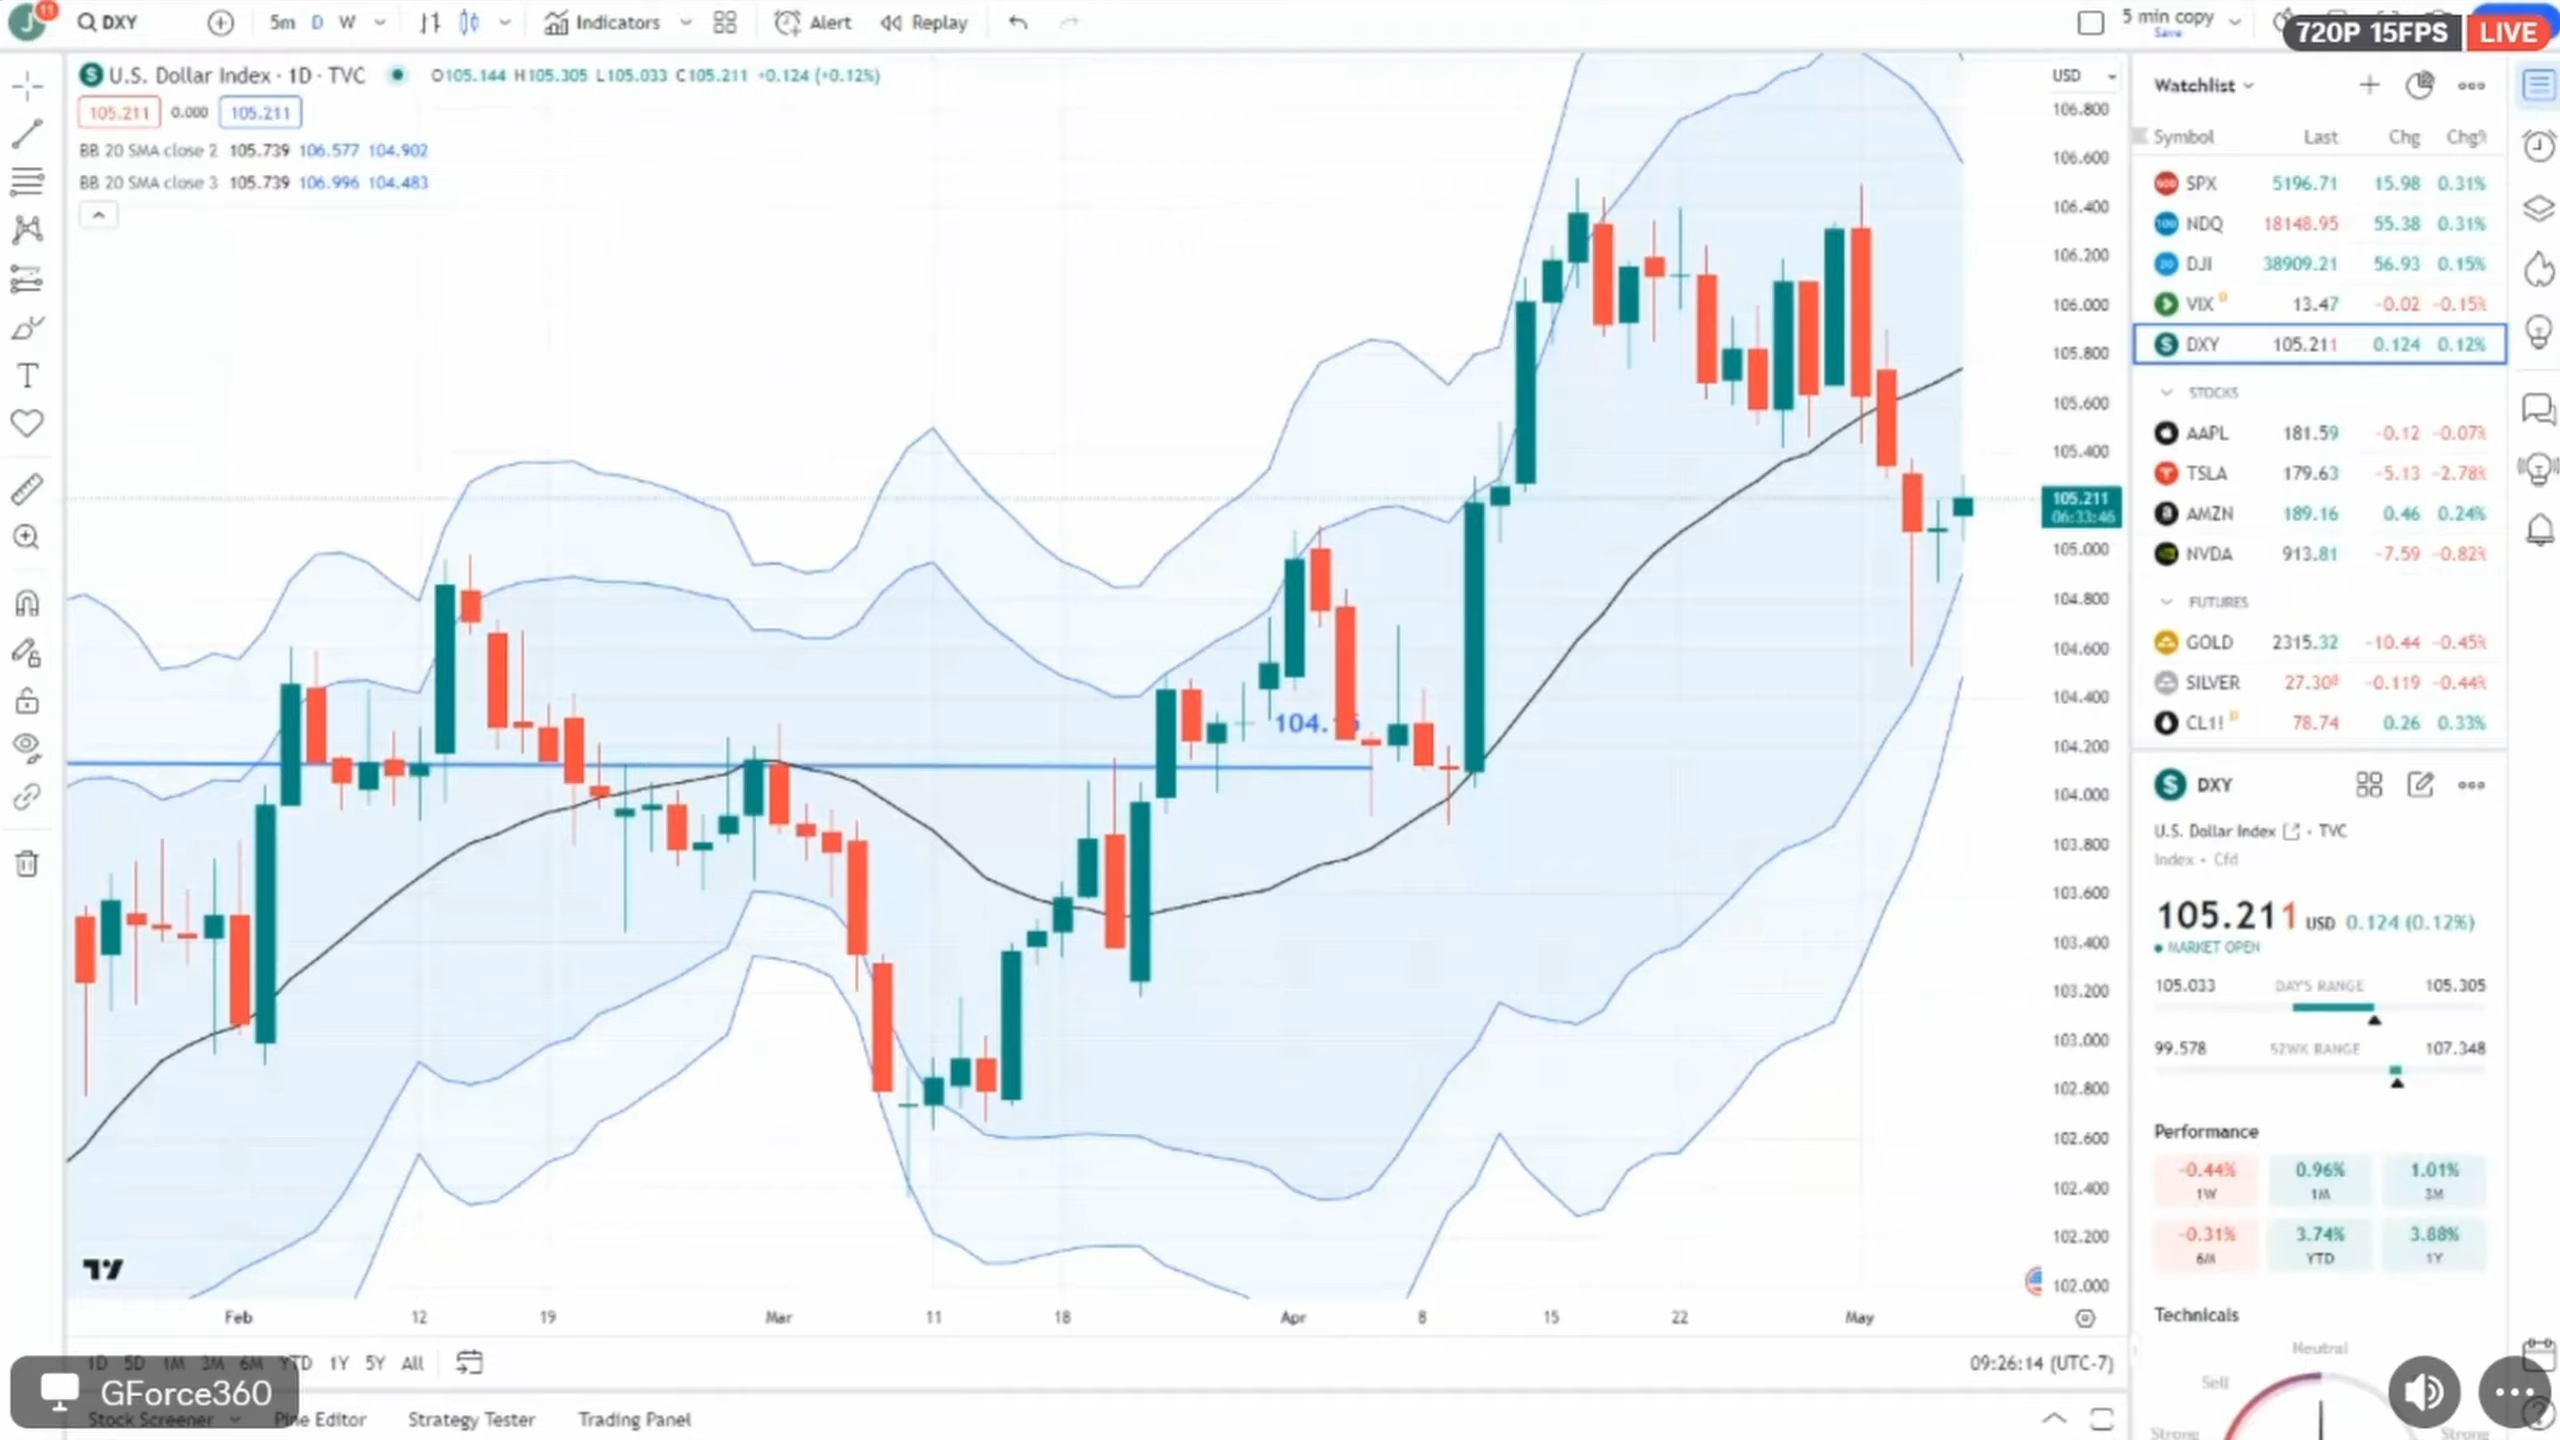 J 11 DXY 5m D W Indicators Alert Replay 5 min copy Save
720P 15FPS LIVE
U.S. Dollar Index · 1D · TVC O105.144 H105.305 L105.033 C105.211 +0.124 (+0.12%)
105.211 0.000 105.211
BB 20 SMA close 2 105.739 106.577 104.902
BB 20 SMA close 3 105.739 106.996 104.483
USD
106.800
106.600
106.400
106.200
106.000
105.800
105.600
105.400
105.211
06:33:46
105.000
104.800
104.600
104.400
104.200
104.000
103.800
103.600
103.400
103.200
103.000
102.800
102.600
102.400
102.200
102.000
Feb 12 19 Mar 11 18 Apr 8 15 22 May
1D 5D 1M 3M 6M YTD 1Y 5Y All
09:26:14 (UTC-7)
GForce360
Stock Screener Pine Editor Strategy Tester Trading Panel
Watchlist
Symbol Last Chg Chg%
SPX 5196.71 15.98 0.31%
NDQ 18148.95 55.38 0.31%
DJI 38909.21 56.93 0.15%
VIX D 13.47 -0.02 -0.15%
DXY 105.211 0.124 0.12%
STOCKS
AAPL 181.59 -0.12 -0.07%
TSLA 179.63 -5.13 -2.78%
AMZN 189.16 0.46 0.24%
NVDA 913.81 -7.59 -0.82%
FUTURES
GOLD 2315.32 -10.44 -0.45%
SILVER 27.308 -0.119 -0.44%
CL1! D 78.74 0.26 0.33%
DXY
U.S. Dollar Index · TVC
Index · Cfd
105.211 USD 0.124 (0.12%)
MARKET OPEN
105.033 DAY'S RANGE 105.305
99.578 52WK RANGE 107.348
Performance
-0.44% 0.96% 1.01%
1W 1M 3M
-0.31% 3.74% 3.88%
6M YTD 1Y
Technicals
Neutral
Sell
Strong Strong